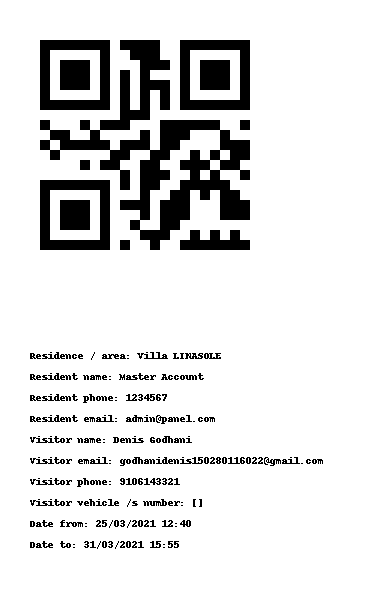 Residence / area: Villa LINASOLE
Resident name: Master Account
Resident phone: 1234567
Resident email: admin@panel.com
Visitor name: Denis Godhani
Visitor email: godhanidenis150280116022@gmail.com
Visitor phone: 9106143321
Visitor vehicle /s number: []
Date from: 25/03/2021 12:40
Date to: 31/03/2021 15:55